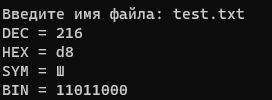 Введите имя файла: test.txt
DEC = 216
HEX = d8
SYM = Ш
BIN = 11011000